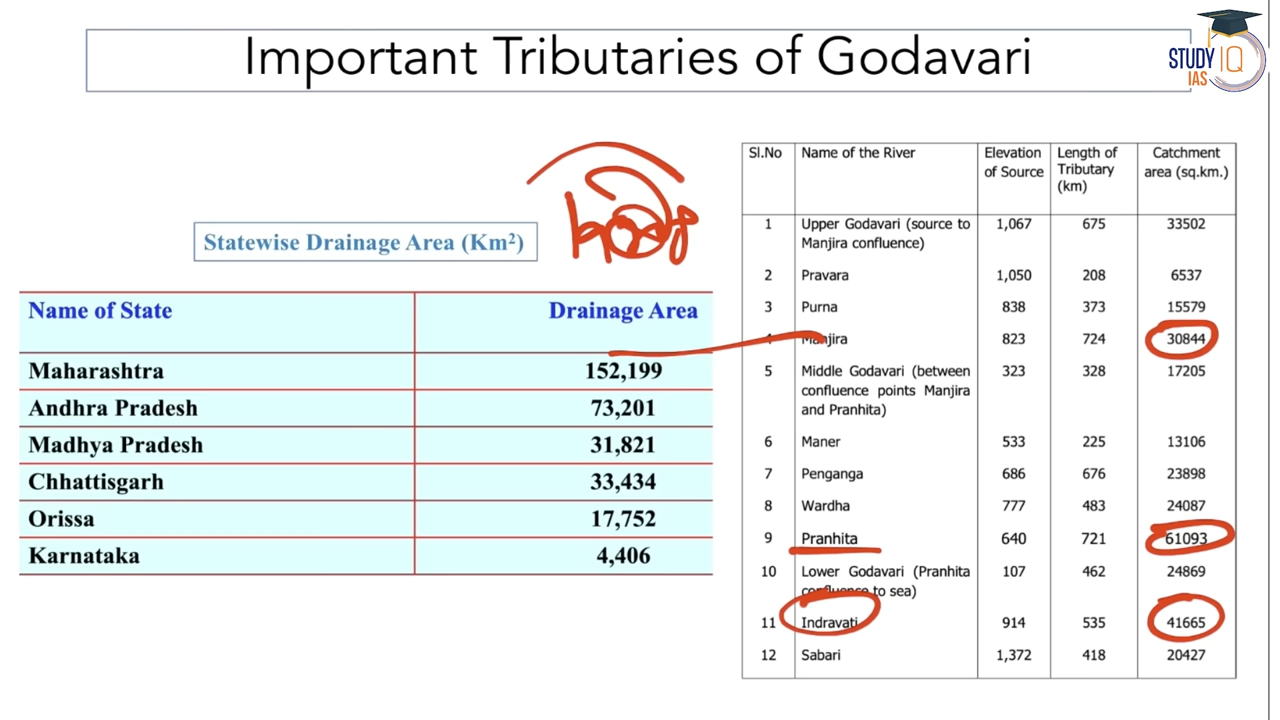 Important Tributaries of Godavari
STUDY IQ
IAS
Statewise Drainage Area (Km²)
Name of State Drainage Area
Maharashtra 152,199
Andhra Pradesh 73,201
Madhya Pradesh 31,821
Chhattisgarh 33,434
Orissa 17,752
Karnataka 4,406
Sl.No Name of the River Elevation Length of Catchment
of Source Tributary area (sq.km.)
(km)
1 Upper Godavari (source to 1,067 675 33502
Manjira confluence)
2 Pravara 1,050 208 6537
3 Purna 838 373 15579
4 Manjira 823 724 30844
5 Middle Godavari (between 323 328 17205
confluence points Manjira
and Pranhita)
6 Maner 533 225 13106
7 Penganga 686 676 23898
8 Wardha 777 483 24087
9 Pranhita 640 721 61093
10 Lower Godavari (Pranhita 107 462 24869
confluence to sea)
11 Indravati 914 535 41665
12 Sabari 1,372 418 20427